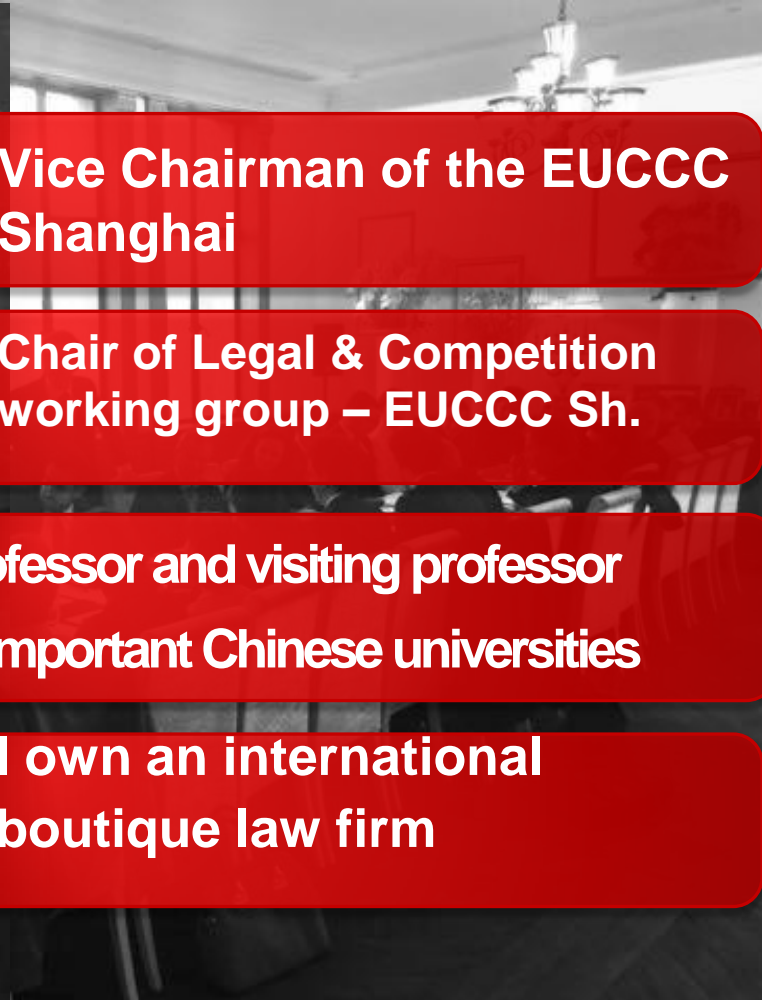 Vice Chairman of the EUCCC
Shanghai
Chair of Legal & Competition
working group – EUCCC Sh.
ofessor and visiting professor
mportant Chinese universities
I own an international
boutique law firm